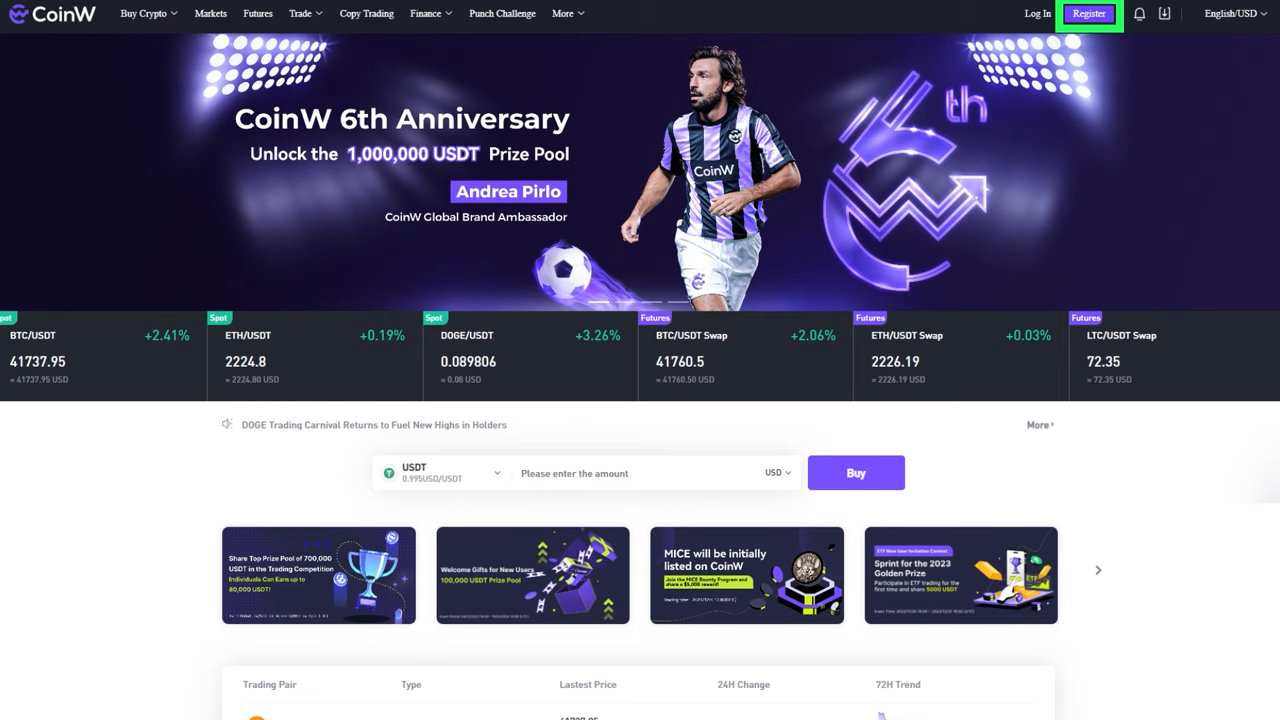 CoinW
Buy Crypto
Markets
Futures
Trade
Copy Trading
Finance
Punch Challenge
More
Log In
Register
English/USD
CoinW 6th Anniversary
Unlock the 1,000,000 USDT Prize Pool
Andrea Pirlo
CoinW Global Brand Ambassador
CoinW
th
pot
BTC/USDT
+2.41%
41737.95
≈ 41737.95 USD
Spot
ETH/USDT
+0.19%
2224.8
≈ 2224.80 USD
Spot
DOGE/USDT
+3.26%
0.089806
≈ 0.08 USD
Futures
BTC/USDT Swap
+2.06%
41760.5
≈ 41760.50 USD
Futures
ETH/USDT Swap
+0.03%
2226.19
≈ 2226.19 USD
Futures
LTC/USDT Swap
72.35
≈ 72.35 USD
DOGE Trading Carnival Returns to Fuel New Highs in Holders
More
USDT
0.995USD/USDT
Please enter the amount
USD
Buy
Share Top Prize Pool of 700,000
USDT in the Trading Competition
Individuals Can Earn up to
80,000 USDT!
Welcome Gifts for New Users
100,000 USDT Prize Pool
MICE will be initially
listed on CoinW
Join the MICE Bounty Program and
share a $5,000 reward!
ETF New User Invitation Contest
Sprint for the 2023
Golden Prize
Participate in ETF trading for the
first time and share 5000 USDT
Trading Pair
Type
Lastest Price
24H Change
72H Trend